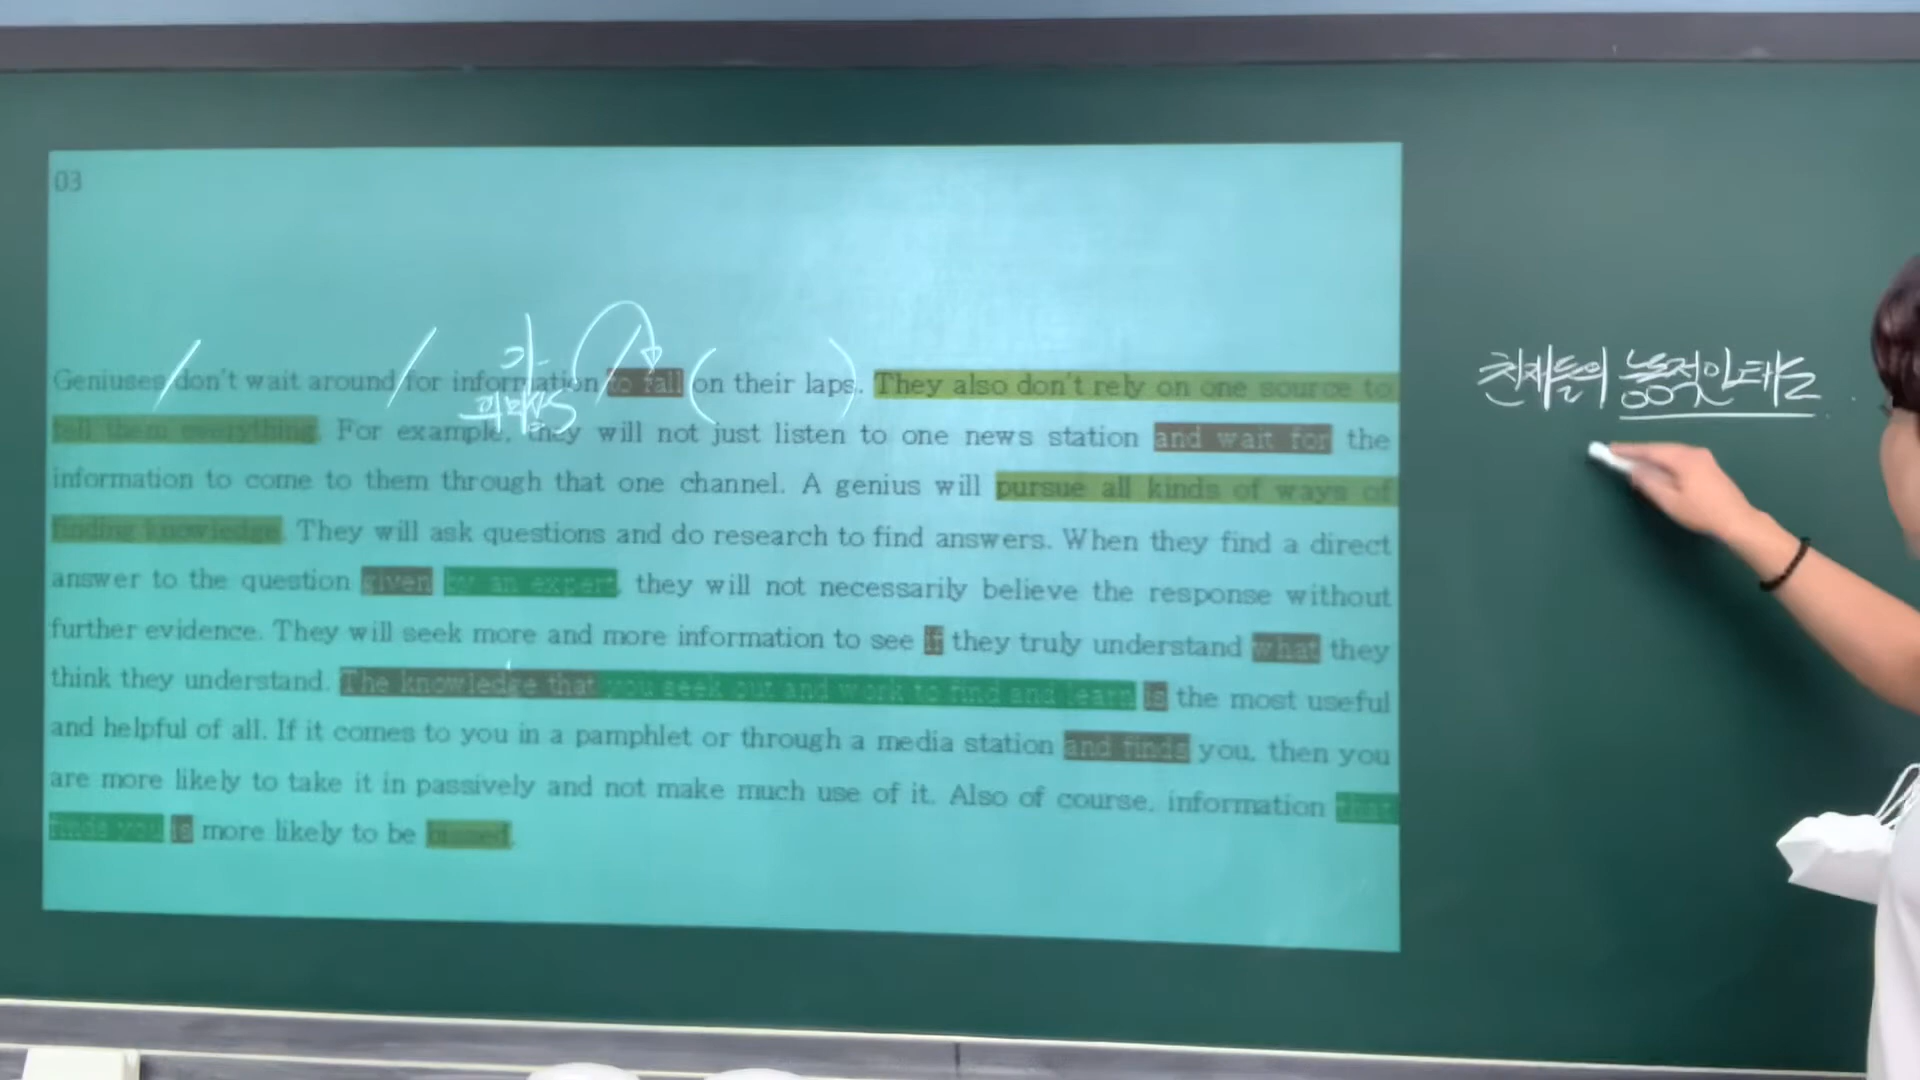 03
Geniuses don't wait around for information to fall on their laps. They also don't rely on one source to
tell them everything. For example, they will not just listen to one news station and wait for the
information to come to them through that one channel. A genius will pursue all kinds of ways of
finding knowledge. They will ask questions and do research to find answers. When they find a direct
answer to the question given by an expert, they will not necessarily believe the response without
further evidence. They will seek more and more information to see if they truly understand what they
think they understand. The knowledge that you seek out and work to find and learn is the most useful
and helpful of all. If it comes to you in a pamphlet or through a media station and finds you, then you
are more likely to take it in passively and not make much use of it. Also of course, information that
finds you is more likely to be biased.
천재들의 능동적인 태도